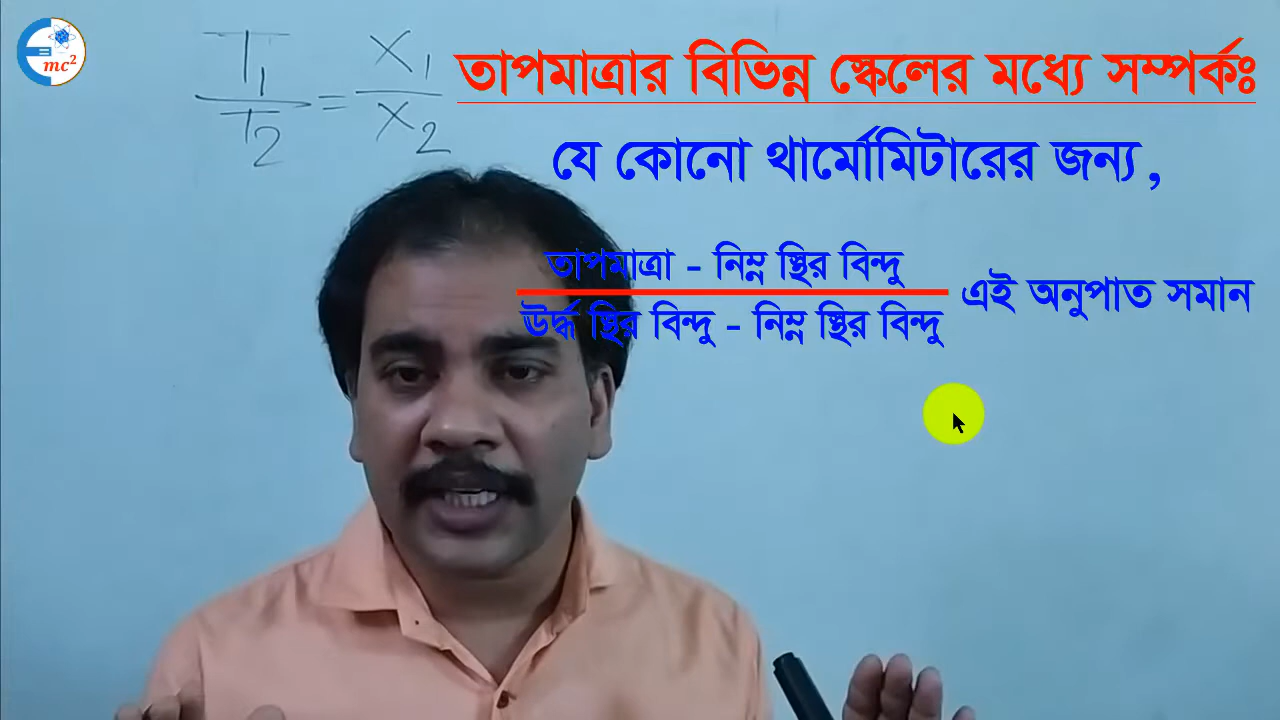 তাপমাত্রার বিভিন্ন স্কেলের মধ্যে সম্পর্কঃ
যে কোনো থার্মোমিটারের জন্য,
তাপমাত্রা - নিম্ন স্থির বিন্দু
ঊর্দ্ধ স্থির বিন্দু - নিম্ন স্থির বিন্দু
এই অনুপাত সমান
T₁/T₂ = X₁/X₂
E = mc²